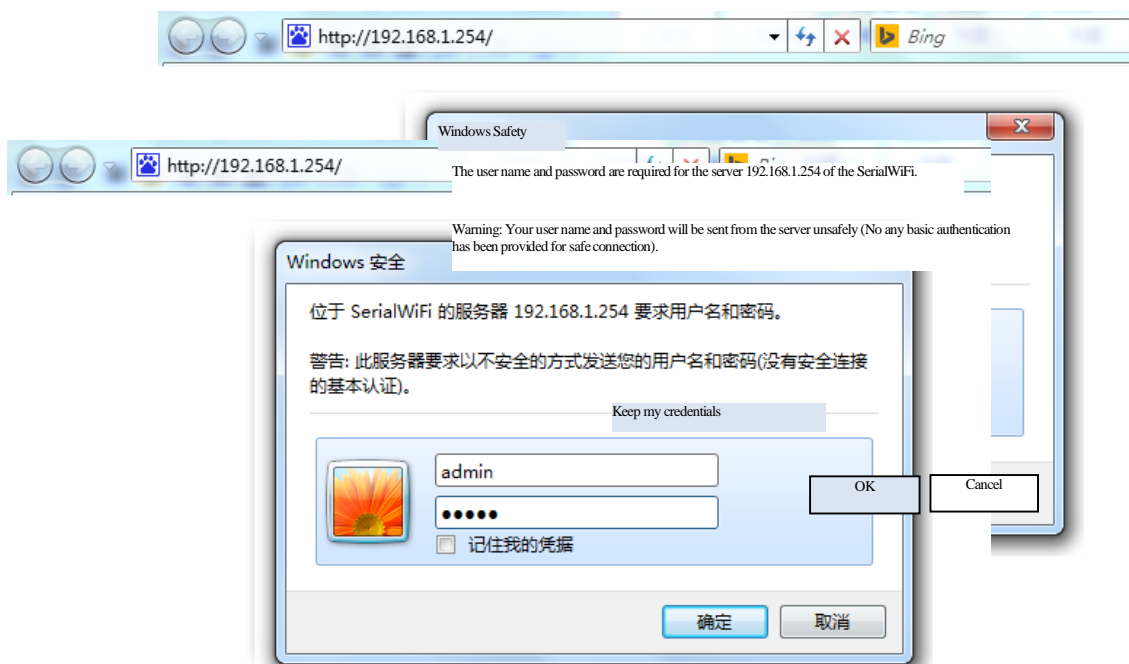 http://192.168.1.254/
Bing
Windows Safety
http://192.168.1.254/
The user name and password are required for the server 192.168.1.254 of the SerialWiFi.
Warning: Your user name and password will be sent from the server unsafely (No any basic authentication
has been provided for safe connection).
Windows 安全
位于 SerialWiFi 的服务器 192.168.1.254 要求用户名和密码。
警告: 此服务器要求以不安全的方式发送您的用户名和密码(没有安全连接
的基本认证)。
Keep my credentials
admin
●●●●●
OK
Cancel
记住我的凭据
确定
取消